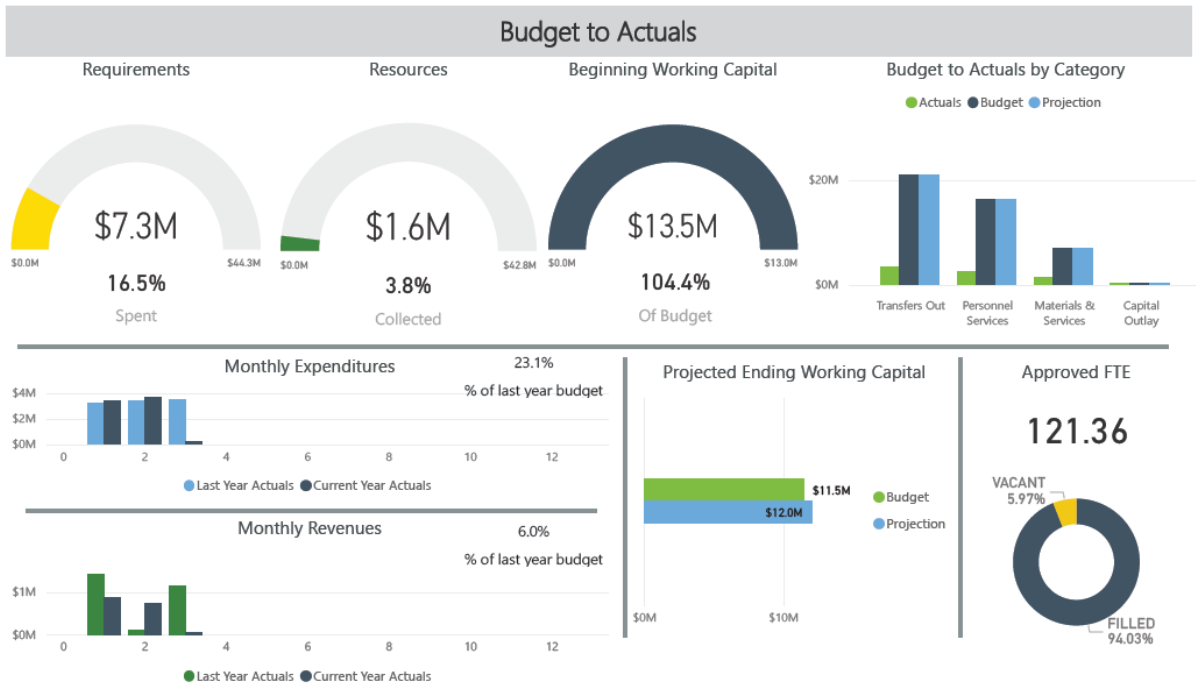 Budget to Actuals
Requirements
$7.3M
$0.0M
$44.3M
16.5%
Spent
Resources
$1.6M
$0.0M
$42.8M
3.8%
Collected
Beginning Working Capital
$13.5M
$0.0M
$13.0M
104.4%
Of Budget
Budget to Actuals by Category
Actuals Budget Projection
$20M
$0M
Transfers Out
Personnel
Services
Materials &
Services
Capital
Outlay
Monthly Expenditures
23.1%
% of last year budget
$4M
$2M
$0M
0 2 4 6 8 10 12
Last Year Actuals Current Year Actuals
Monthly Revenues
6.0%
% of last year budget
$1M
$0M
0 2 4 6 8 10 12
Last Year Actuals Current Year Actuals
Projected Ending Working Capital
$11.5M
$12.0M
Budget
Projection
$0M $10M
Approved FTE
121.36
VACANT
5.97%
FILLED
94.03%